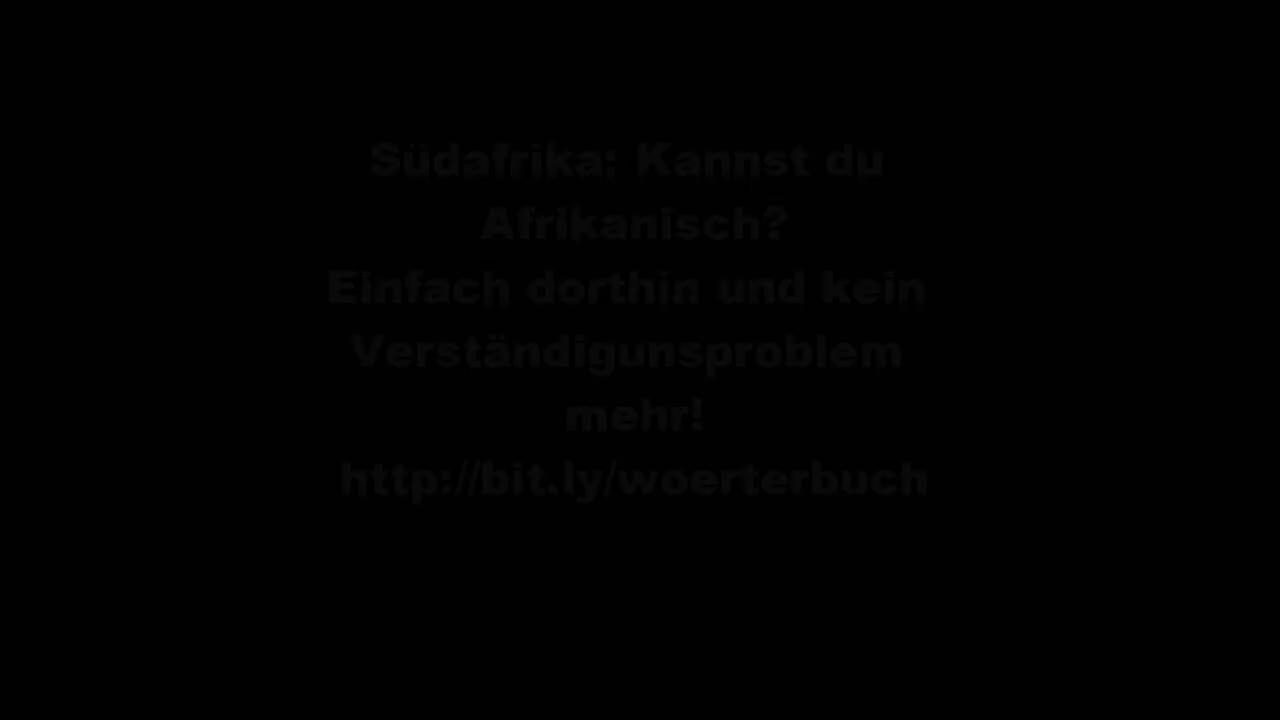 Südafrika; Kannst du
Afrikanisch?
Einfach dorthin und kein
Verständigunsproblem
mehr!
http://bit.ly/woerterbuch